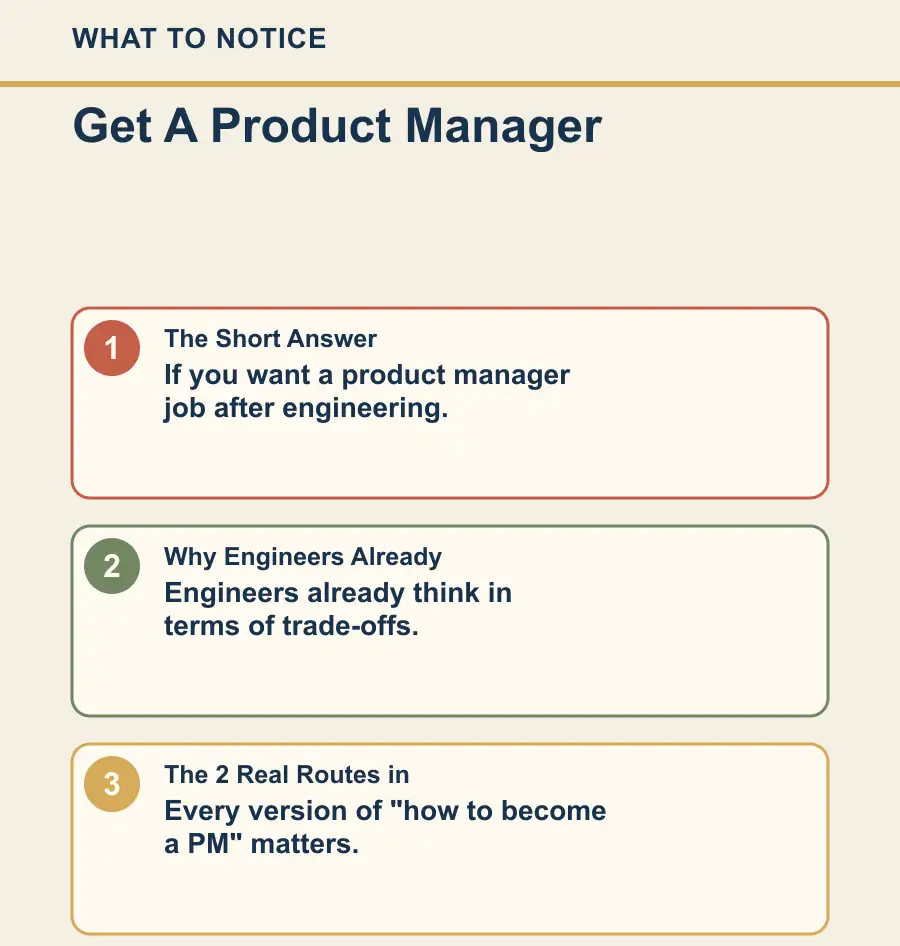 WHAT TO NOTICE
Get A Product Manager
1
The Short Answer
If you want a product manager
job after engineering.
2
Why Engineers Already
Engineers already think in
terms of trade-offs.
3
The 2 Real Routes in
Every version of "how to become
a PM" matters.